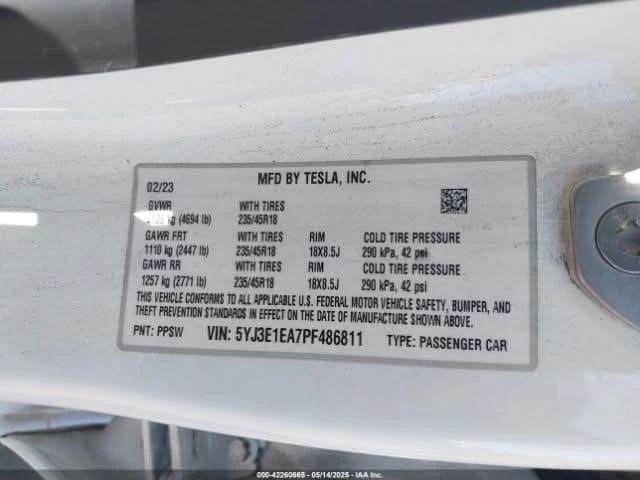 02/23 MFD BY TESLA, INC.
GVWR WITH TIRES
kg (4694 lb) 235/45R18
GAWR FRT WITH TIRES RIM COLD TIRE PRESSURE
1110 kg (2447 lb) 235/45R18 18X8.5J 290 kPa, 42 psi
GAWR RR WITH TIRES RIM COLD TIRE PRESSURE
1257 kg (2771 lb) 235/45R18 18X8.5J 290 kPa, 42 psi
THIS VEHICLE CONFORMS TO ALL APPLICABLE U.S. FEDERAL MOTOR VEHICLE SAFETY, BUMPER, AND
THEFT PREVENTION STANDARDS IN EFFECT ON THE DATE OF MANUFACTURE SHOWN ABOVE.
PNT: PPSW VIN: 5YJ3E1EA7PF486811 TYPE: PASSENGER CAR
000-42260665 - 05/14/2025 - IAA Inc.